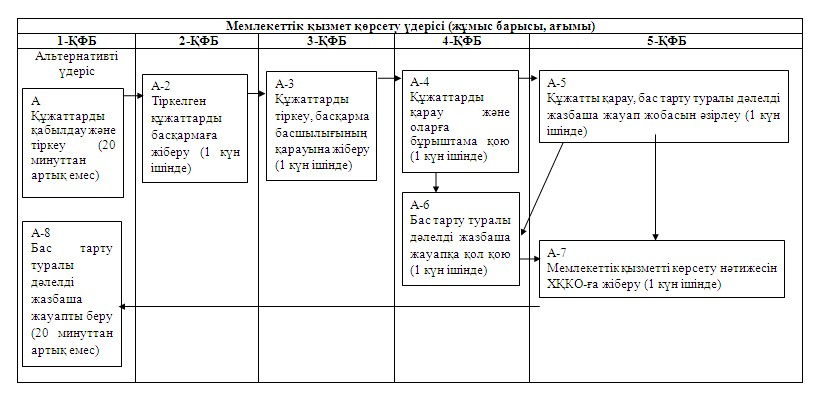 Мемлекеттік қызмет көрсету үдерісі (жұмыс барысы, ағымы)
1-ҚФБ
2-ҚФБ
3-ҚФБ
4-ҚФБ
5-ҚФБ
Альтернативті
үдеріс
А
Құжаттарды
қабылдау және
тіркеу (20
минуттан
артық емес)
А-2
Тіркелген
құжаттарды
басқармаға
жіберу (1 күн
ішінде)
А-3
Құжаттарды
тіркеу, басқарма
басшылығының
қарауына жіберу
(1 күн ішінде)
А-4
Құжаттарды
қарау және
оларға
бұрыштама қою
(1 күн ішінде)
А-5
Құжатты қарау, бас тарту туралы дәлелді
жазбаша жауап жобасын әзірлеу (1 күн
ішінде)
А-6
Бас тарту туралы
дәлелді жазбаша
жауапқа қол қою
(1 күн ішінде)
А-7
Мемлекеттік қызметті көрсету нәтижесін
ХҚКО-ға жіберу (1 күн ішінде)
А-8
Бас тарту
туралы
дәлелді
жазбаша
жауапты беру
(20 минуттан
артық емес)